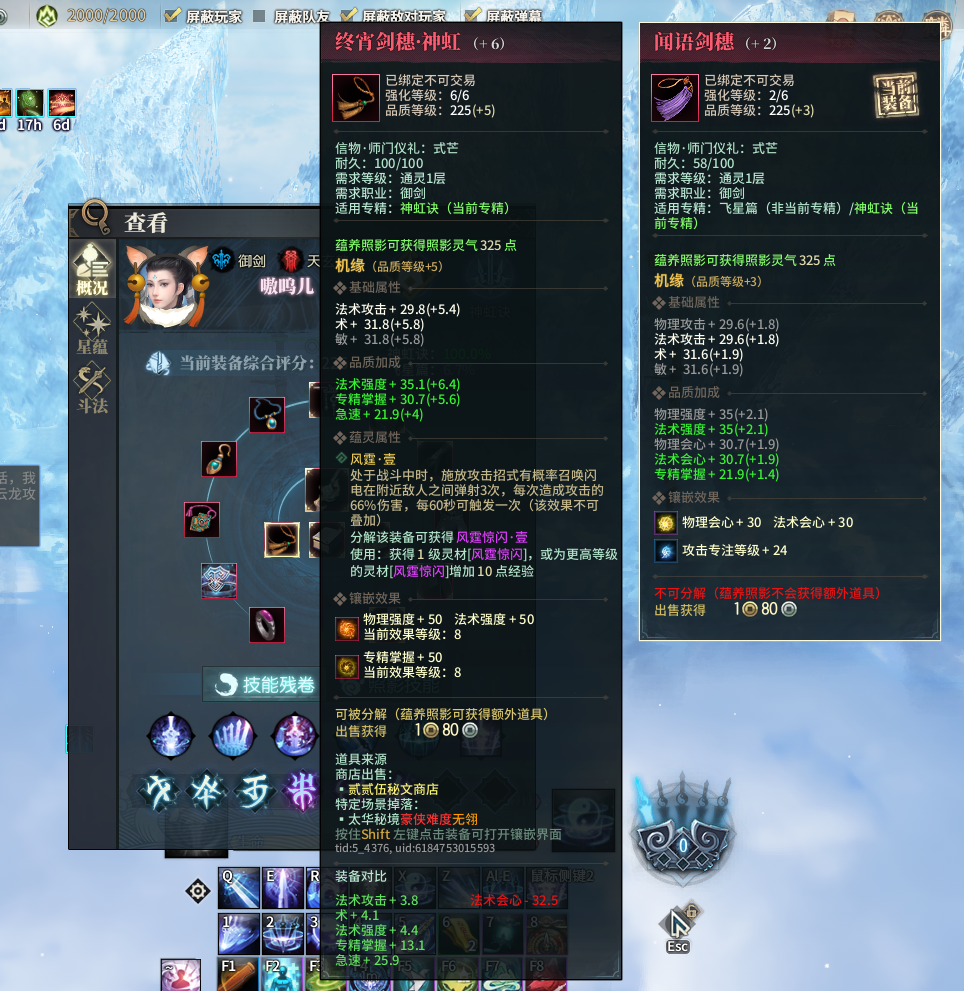 2000/2000 屏蔽玩家 屏蔽队友 屏蔽敌对玩家 屏蔽弹幕
17h 6d
查看
概况
星蕴
斗法
御剑 天
嗷呜儿
当前装备综合评分：
技能残卷
终宵剑穗·神虹 (+6)
已绑定不可交易
强化等级：6/6
品质等级：225(+5)
信物·师门仪礼：式芒
耐久：100/100
需求等级：通灵1层
需求职业：御剑
适用专精：神虹诀（当前专精）
蕴养照影可获得照影灵气 325 点
机缘（品质等级+5）
基础属性
法术攻击 + 29.8(+5.4)
术 + 31.8(+5.8)
敏 + 31.8(+5.8)
品质加成
法术强度 + 35.1(+6.4)
专精掌握 + 30.7(+5.6)
急速 + 21.9(+4)
蕴灵属性
风霆·壹
处于战斗中时，施放攻击招式有概率召唤闪
电在附近敌人之间弹射3次，每次造成攻击的
66%伤害，每60秒可触发一次（该效果不可
叠加）
分解该装备可获得 风霆惊闪·壹
使用：获得 1 级灵材[风霆惊闪]，或为更高等级
的灵材[风霆惊闪]增加 10 点经验
镶嵌效果
物理强度 + 50 法术强度 + 50
当前效果等级：8
专精掌握 + 50
当前效果等级：8
可被分解（蕴养照影可获得额外道具）
出售获得 1 80
道具来源
商店出售：
▪贰贰伍秘文商店
特定场景掉落：
▪太华秘境豪侠难度无翎
按住Shift 左键点击装备可打开镶嵌界面
tid:5_4376, uid:6184753015593
装备对比
法术攻击 + 3.8 法术会心 - 32.5
术 + 4.1
法术强度 + 4.4
专精掌握 + 13.1
急速 + 25.9
闻语剑穗 (+2)
已绑定不可交易
强化等级：2/6
品质等级：225(+3)
当前装备
信物·师门仪礼：式芒
耐久：58/100
需求等级：通灵1层
需求职业：御剑
适用专精：飞星篇（非当前专精）/神虹诀（当
前专精）
蕴养照影可获得照影灵气 325 点
机缘（品质等级+3）
基础属性
物理攻击 + 29.6(+1.8)
法术攻击 + 29.6(+1.8)
术 + 31.6(+1.9)
敏 + 31.6(+1.9)
品质加成
物理强度 + 35(+2.1)
法术强度 + 35(+2.1)
物理会心 + 30.7(+1.9)
法术会心 + 30.7(+1.9)
专精掌握 + 21.9(+1.4)
镶嵌效果
物理会心 + 30 法术会心 + 30
攻击专注等级 + 24
不可分解（蕴养照影不会获得额外道具）
出售获得 1 80
活，我
云龙攻
0
Esc
Q E R X Z Al-E 鼠标侧键2
1 2 3 5 6 7 8
F1 F2 F3 F5 F6 F7 F8